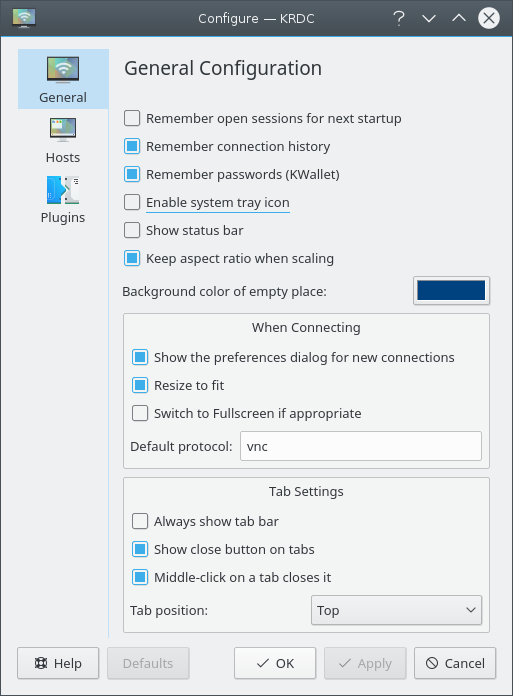 Configure — KRDC
General
Hosts
Plugins
General Configuration
Remember open sessions for next startup
Remember connection history
Remember passwords (KWallet)
Enable system tray icon
Show status bar
Keep aspect ratio when scaling
Background color of empty place:
When Connecting
Show the preferences dialog for new connections
Resize to fit
Switch to Fullscreen if appropriate
Default protocol: vnc
Tab Settings
Always show tab bar
Show close button on tabs
Middle-click on a tab closes it
Tab position: Top
Help Defaults OK Apply Cancel